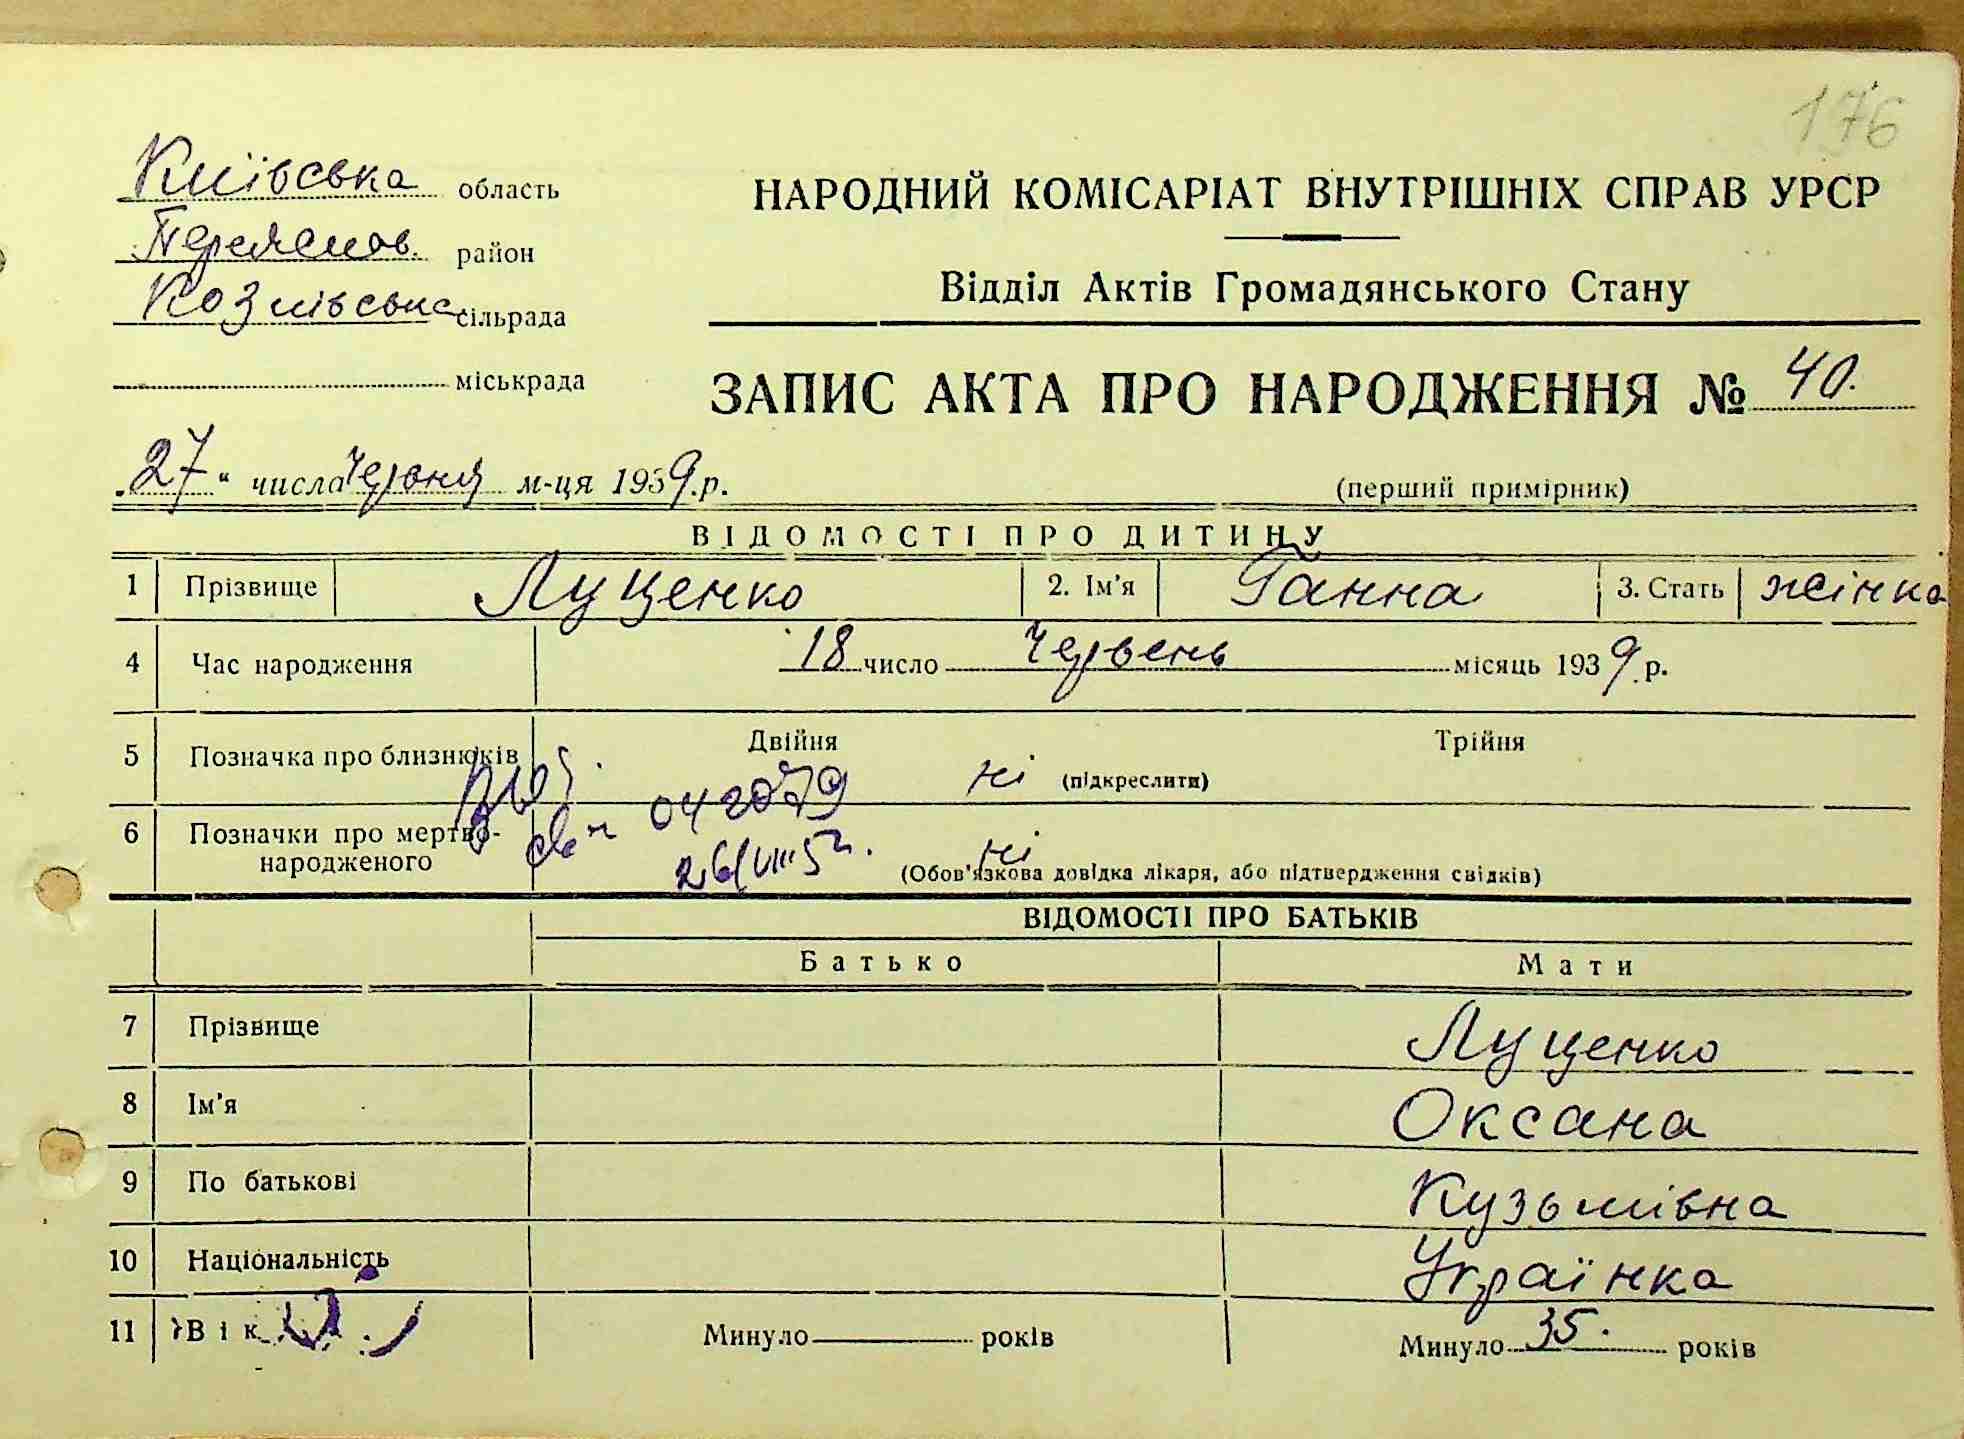 176
Київська область
Переяслов. район
Козлівська сільрада
міськрада
НАРОДНИЙ КОМІСАРІАТ ВНУТРІШНІХ СПРАВ УРСР
Відділ Актів Громадянського Стану
ЗАПИС АКТА ПРО НАРОДЖЕННЯ № 40.
„27“ числа Червня м-ця 1939 р.
(перший примірник)
ВІДОМОСТІ ПРО ДИТИНУ
1 Прізвище Луценко 2. Ім'я Ганна 3. Стать жінка
4 Час народження 18 число Червень місяць 1939 р.
5 Позначка про близнюків Двійня ні (підкреслити) Трійня
042079
6 Позначки про мертво-
народженого ні (Обов'язкова довідка лікаря, або підтвердження свідків)
26/VIII 5
ВІДОМОСТІ ПРО БАТЬКІВ
Батько Мати
7 Прізвище Луценко
8 Ім'я Оксана
9 По батькові Кузьмівна
10 Національність Українка
11 Вік Минуло років Минуло 35. років